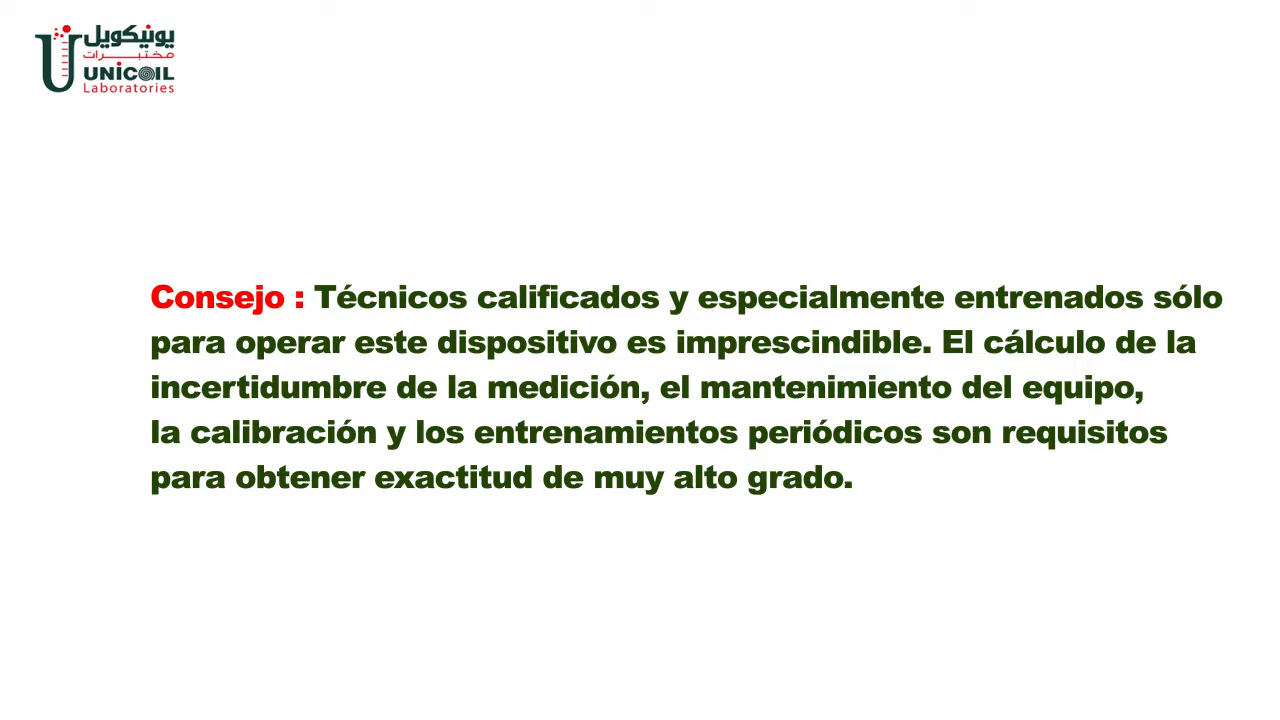 يونيكويل
مختبرات
UNICOIL
Laboratories
Consejo : Técnicos calificados y especialmente entrenados sólo
para operar este dispositivo es imprescindible. El cálculo de la
incertidumbre de la medición, el mantenimiento del equipo,
la calibración y los entrenamientos periódicos son requisitos
para obtener exactitud de muy alto grado.